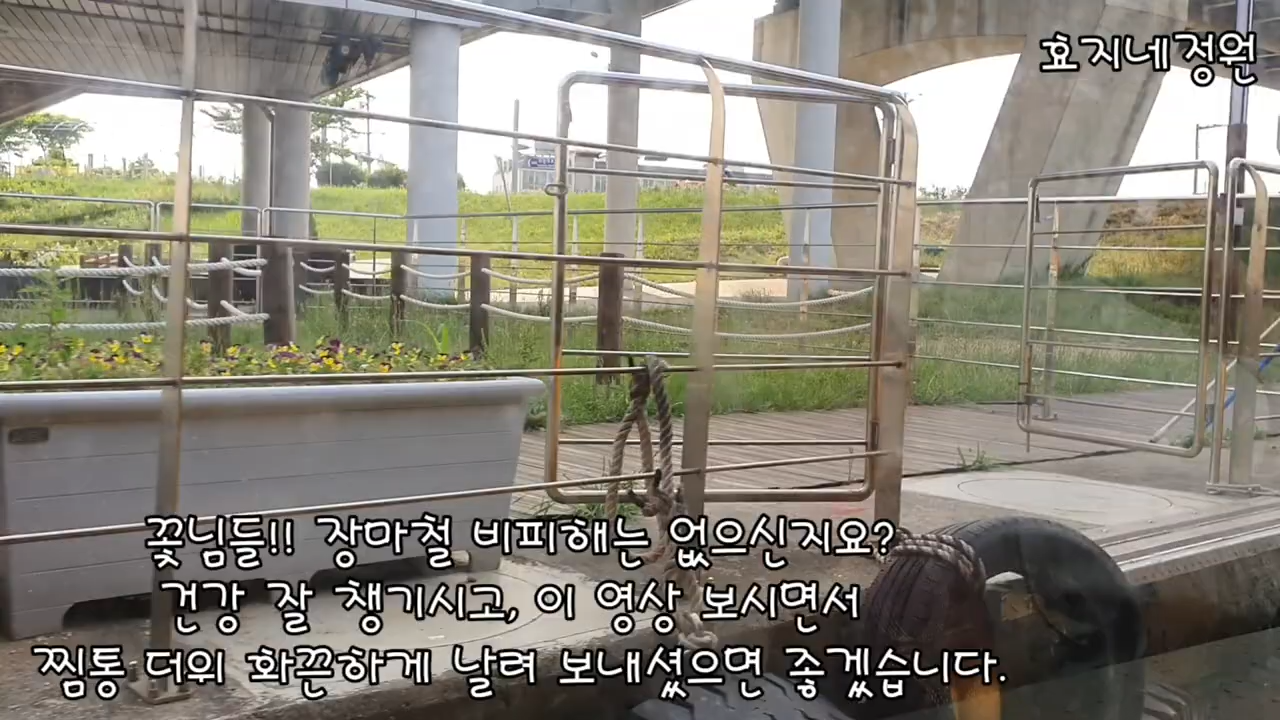 효지네정원
꽃님들!! 장마철 비피해는 없으신지요?
건강 잘 챙기시고, 이 영상 보시면서
찜통 더위 화끈하게 날려 보내셨으면 좋겠습니다.